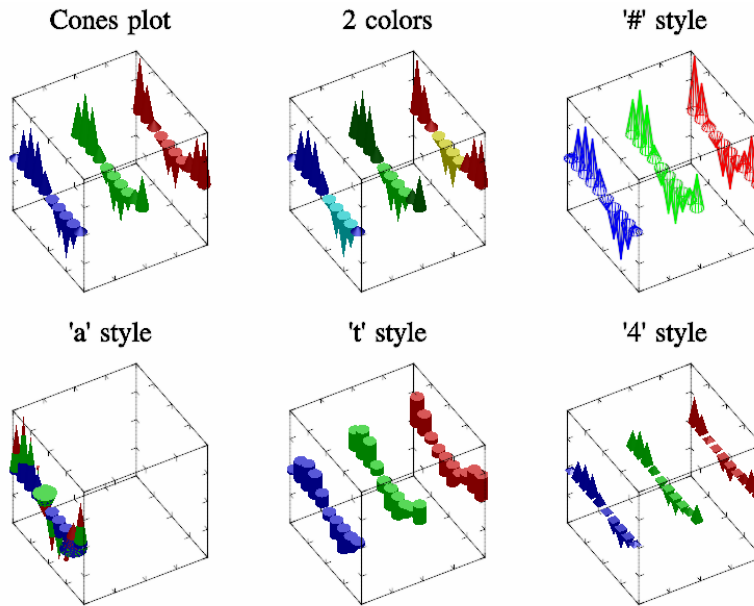 Cones plot
2 colors
'#' style
'a' style
't' style
'4' style